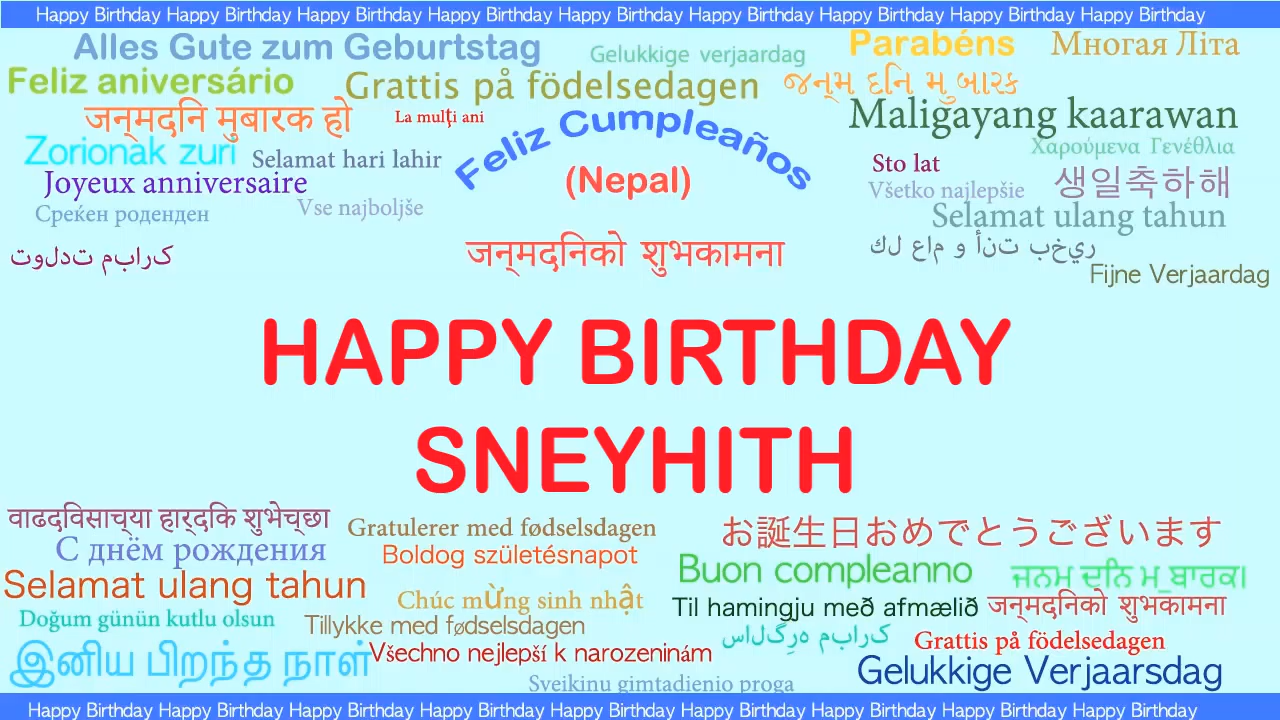 Happy Birthday Happy Birthday Happy Birthday Happy Birthday Happy Birthday Happy Birthday Happy Birthday Happy Birthday Happy Birthday
Alles Gute zum Geburtstag
Gelukkige verjaardag
Parabéns
Многая Літа
Feliz aniversário
Grattis på födelsedagen
જન્મ દિન મુબારક
जन्मदिन मुबारक हो
La mulţi ani
Feliz Cumpleaños
Maligayang kaarawan
Zorionak zuri
Selamat hari lahir
Χαρούμενα Γενέθλια
Joyeux anniversaire
(Nepal)
Sto lat
Všetko najlepšie
생일축하해
Среќен роденден
Vse najboljše
Selamat ulang tahun
تولدت مبارک
जन्मदिनको शुभकामना
كل عام و أنت بخير
Fijne Verjaardag
HAPPY BIRTHDAY
SNEYHITH
वाढदिवसाच्या हार्दिक शुभेच्छा
Gratulerer med fødselsdagen
お誕生日おめでとうございます
С днём рождения
Boldog születésnapot
Buon compleanno
ਜਨਮ ਦਿਨ ਮੁਬਾਰਕ।
Selamat ulang tahun
Chúc mừng sinh nhật
Til hamingju með afmælið
जन्मदिनको शुभकामना
Doğum günün kutlu olsun
Tillykke med fødselsdagen
سالگرہ مبارک
Grattis på födelsedagen
இனிய பிறந்த நாள்
Všechno nejlepší k narozeninám
Gelukkige Verjaarsdag
Sveikinu gimtadienio proga
Happy Birthday Happy Birthday Happy Birthday Happy Birthday Happy Birthday Happy Birthday Happy Birthday Happy Birthday Happy Birthday